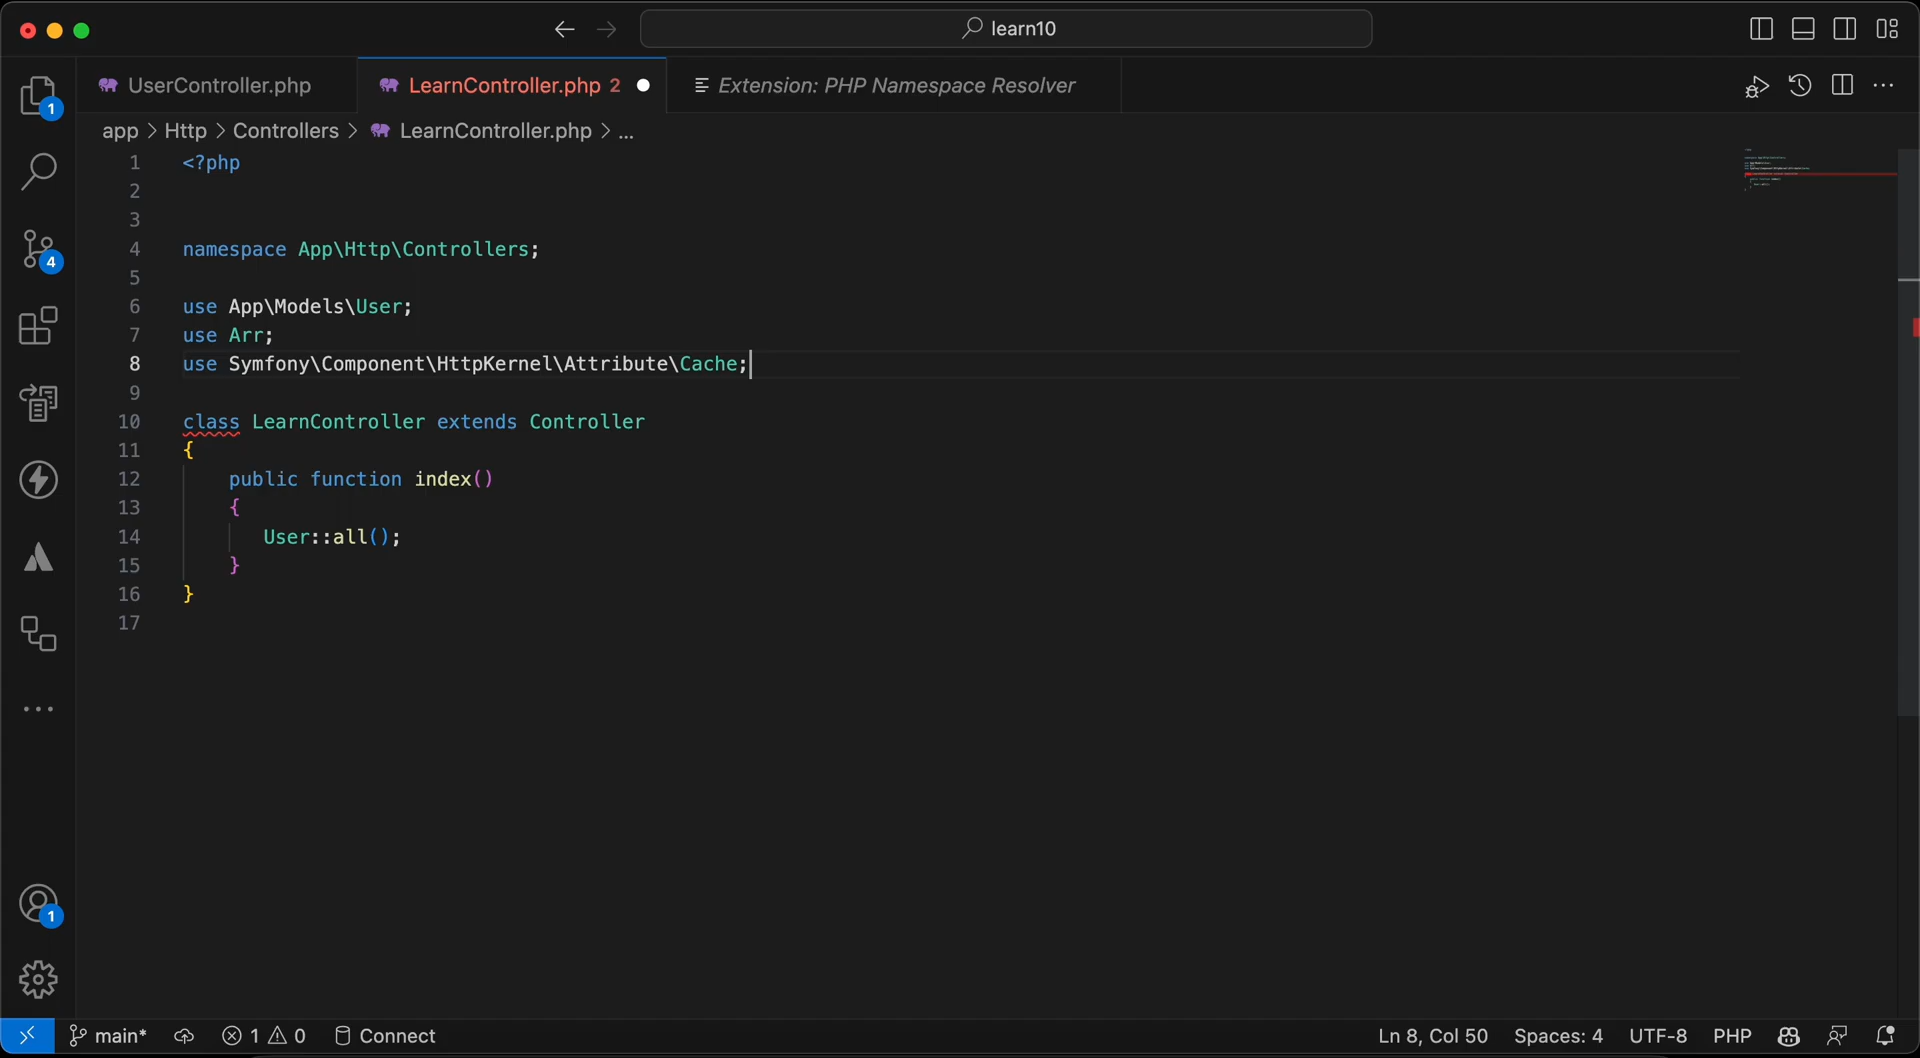 learn10
UserController.php
LearnController.php 2
Extension: PHP Namespace Resolver
app > Http > Controllers > LearnController.php > ...
1 <?php
2
3
4 namespace App\Http\Controllers;
5
6 use App\Models\User;
7 use Arr;
8 use Symfony\Component\HttpKernel\Attribute\Cache;
9
10 class LearnController extends Controller
11 {
12 public function index()
13 {
14 User::all();
15 }
16 }
17
1
4
1
main* 1 0 Connect
Ln 8, Col 50 Spaces: 4 UTF-8 PHP